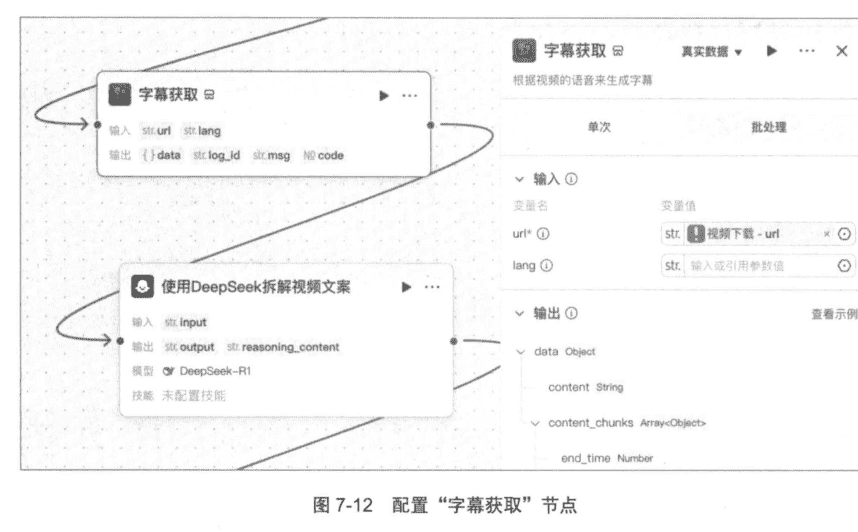 字幕获取
输入 str.url str.lang
输出 { } data str.log_id str.msg N0 code
使用DeepSeek拆解视频文案
输入 str.input
输出 str.output str.reasoning_content
模型 DeepSeek-R1
技能 未配置技能
字幕获取 真实数据
根据视频的语音来生成字幕
单次 批处理
输入
变量名 变量值
url* str. 视频下载 - url
lang str. 输入或引用参数值
输出 查看示例
data Object
content String
content_chunks Array<Object>
end_time Number
图 7-12 配置“字幕获取”节点